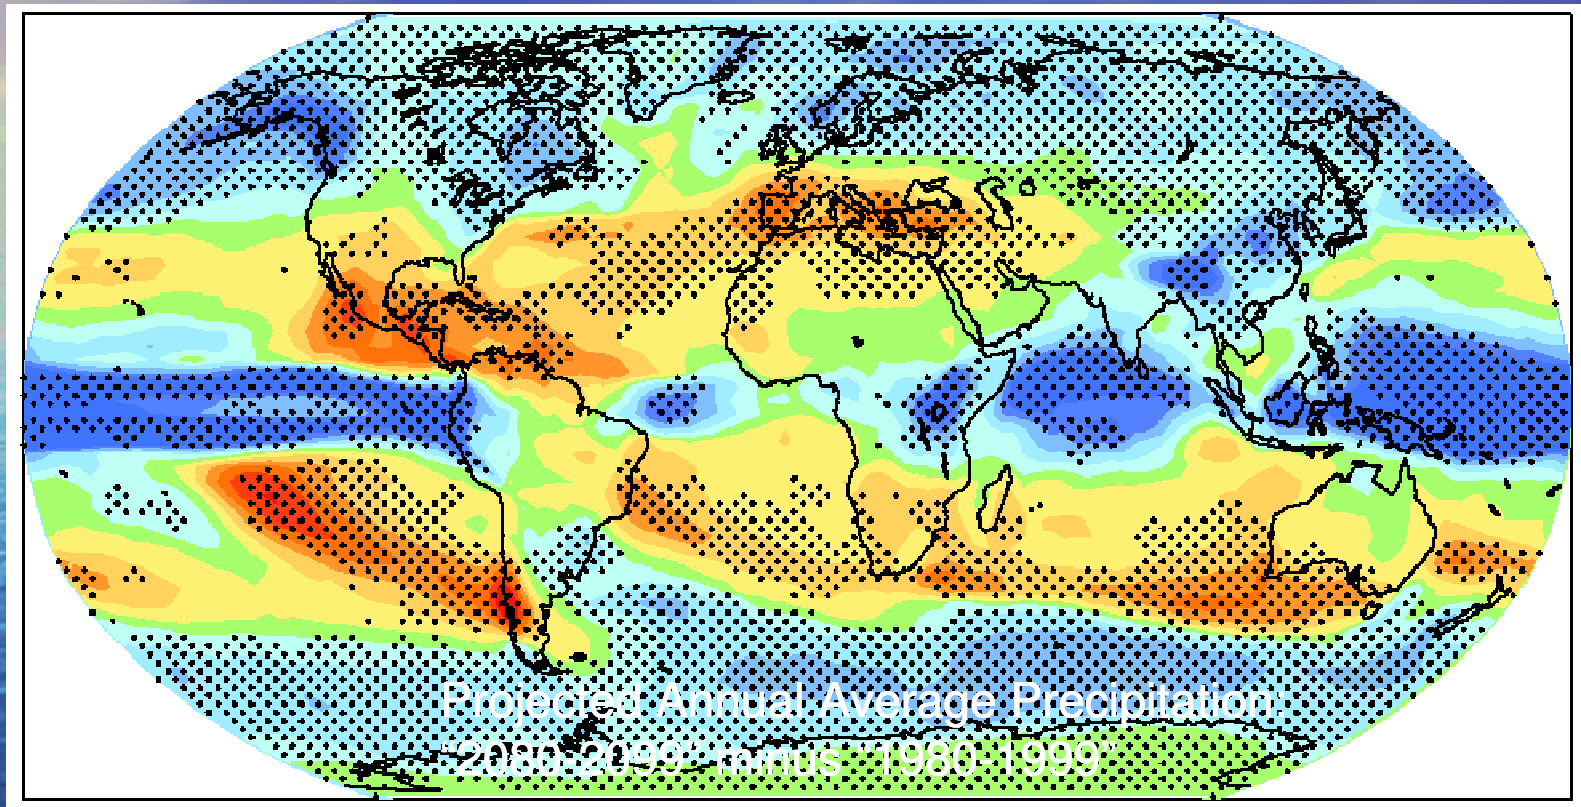 Projected Annual Average Precipitation:
“2080-2099” minus “1980-1999”